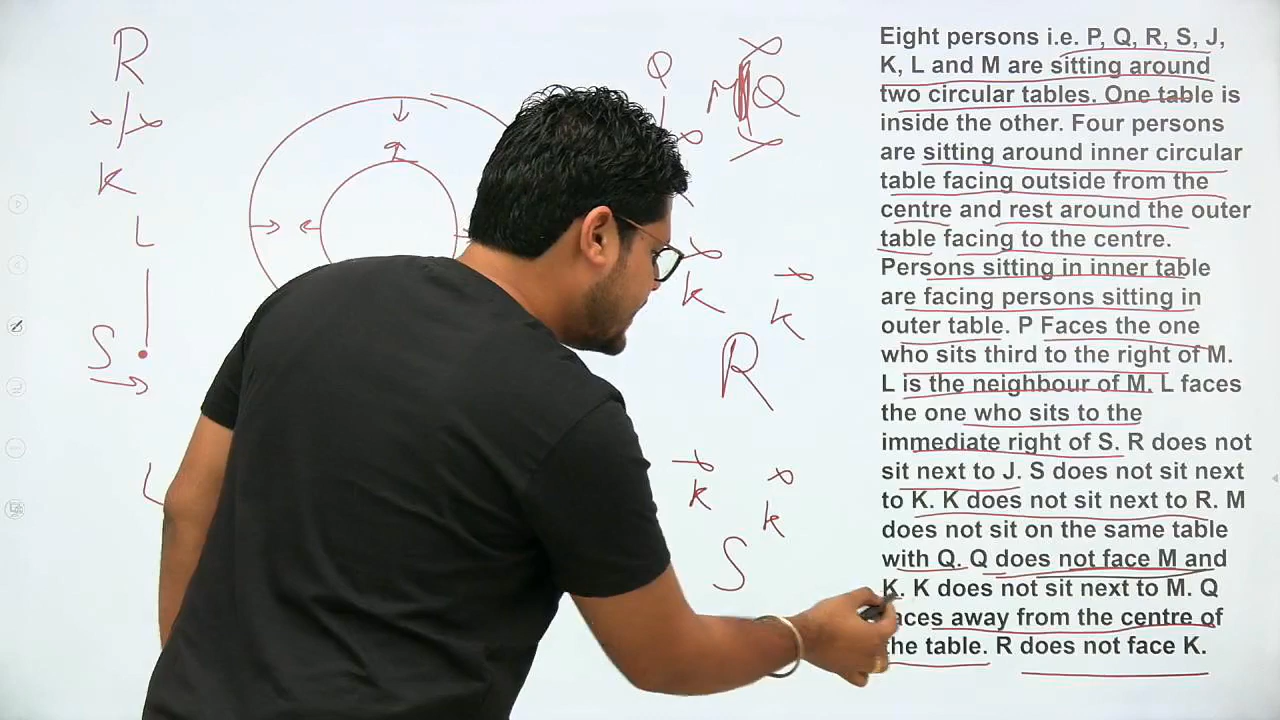 Eight persons i.e. P, Q, R, S, J,
K, L and M are sitting around
two circular tables. One table is
inside the other. Four persons
are sitting around inner circular
table facing outside from the
centre and rest around the outer
table facing to the centre.
Persons sitting in inner table
are facing persons sitting in
outer table. P Faces the one
who sits third to the right of M.
L is the neighbour of M. L faces
the one who sits to the
immediate right of S. R does not
sit next to J. S does not sit next
to K. K does not sit next to R. M
does not sit on the same table
with Q. Q does not face M and
K. K does not sit next to M. Q
faces away from the centre of
the table. R does not face K.
R
K
L
S
L
Q
M Q
K
K
R
K
K
S